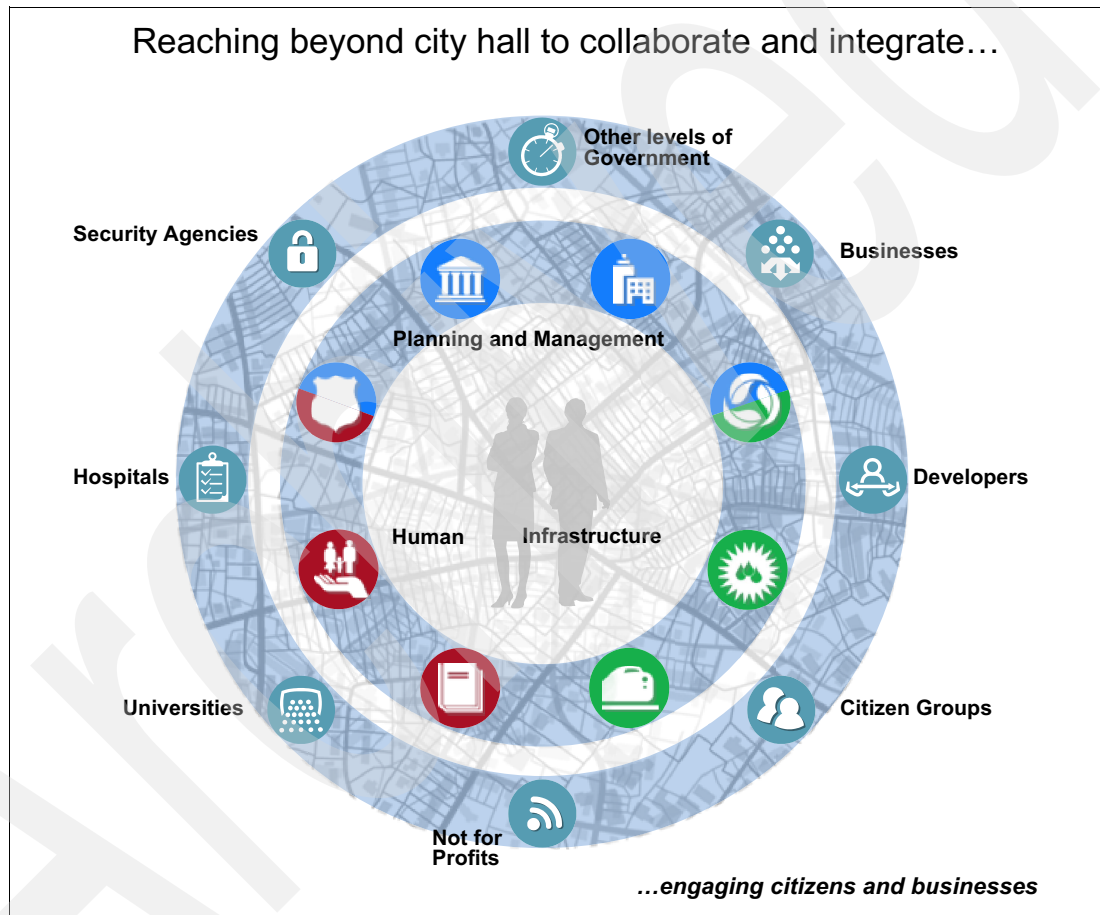 Reaching beyond city hall to collaborate and integrate…
Other levels of
Government
Security Agencies
Businesses
Planning and Management
Hospitals
Developers
Human
Infrastructure
Universities
Citizen Groups
Not for
Profits
…engaging citizens and businesses